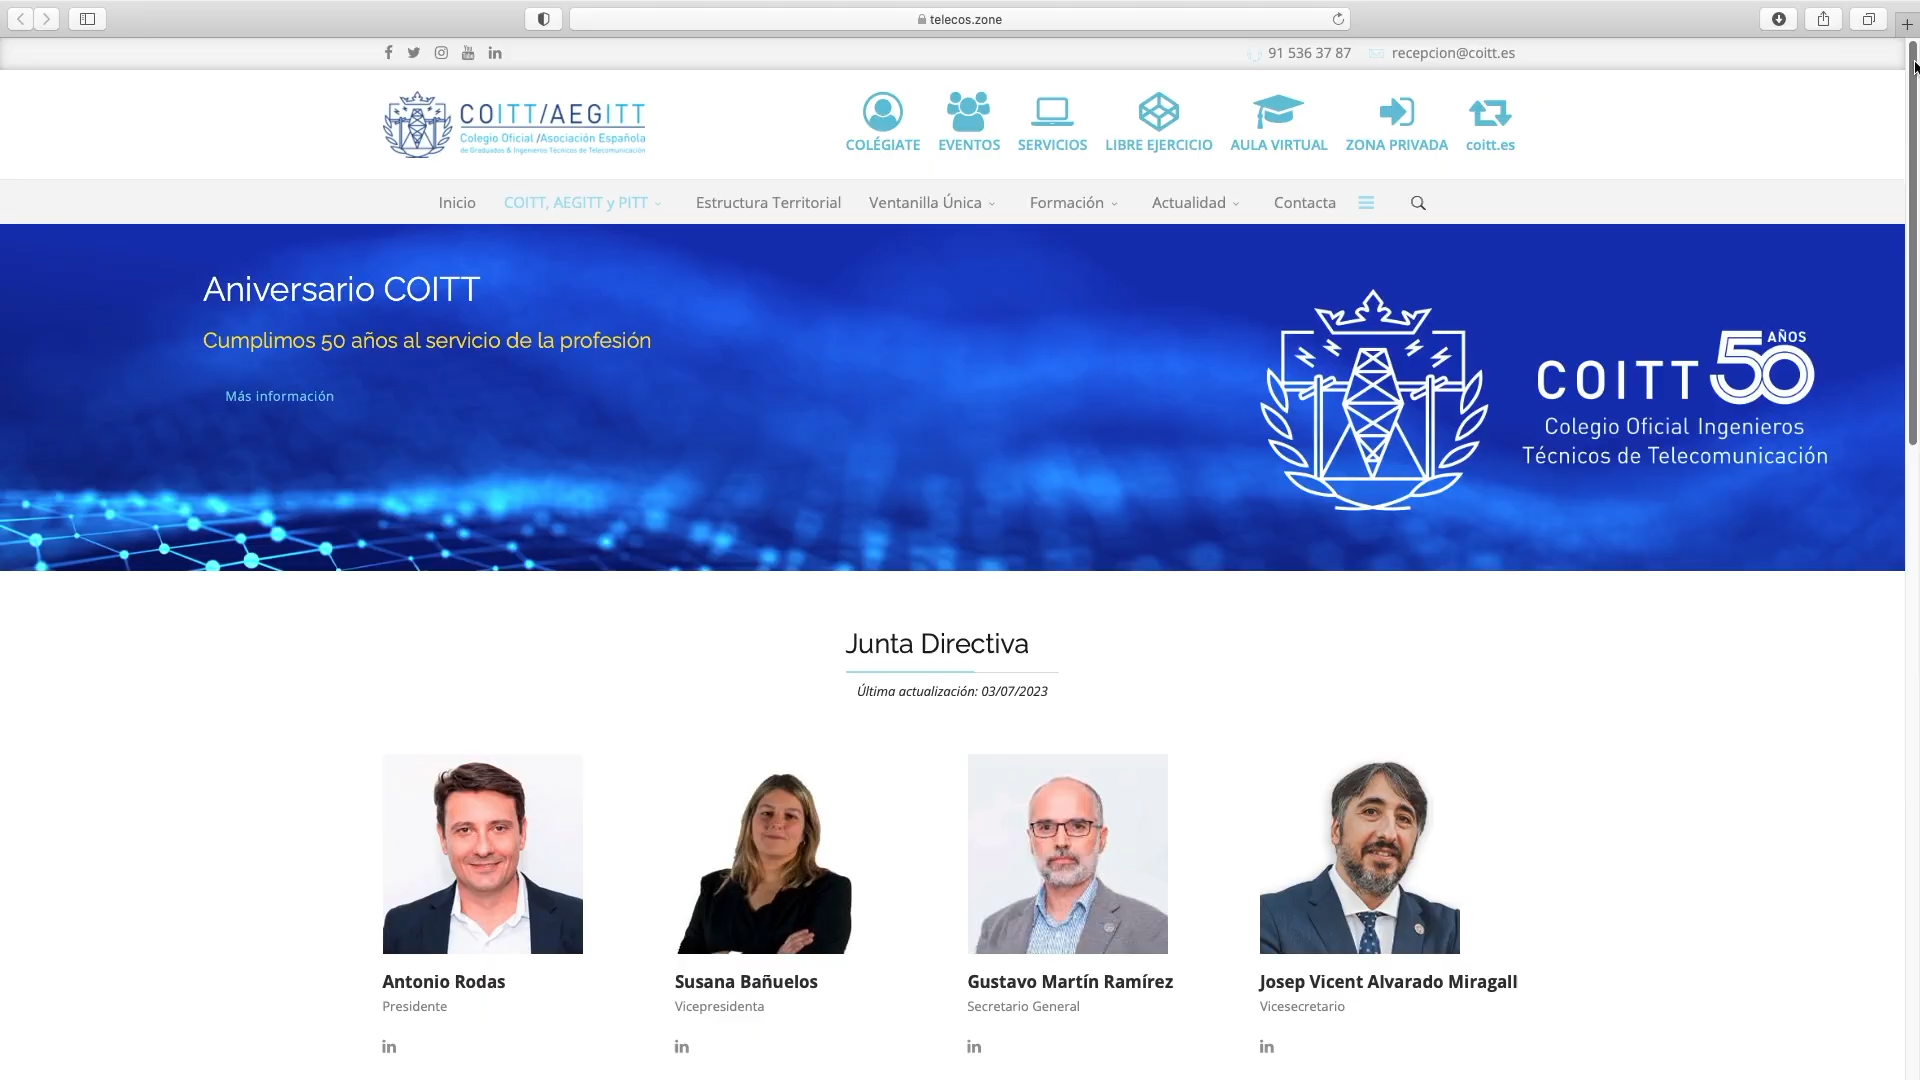 telecos.zone
91 536 37 87
recepcion@coitt.es
COITT/AEGITT
Colegio Oficial /Asociación Española
de Graduados & Ingenieros Técnicos de Telecomunicación
COLÉGIATE
EVENTOS
SERVICIOS
LIBRE EJERCICIO
AULA VIRTUAL
ZONA PRIVADA
coitt.es
Inicio
COITT, AEGITT y PITT
Estructura Territorial
Ventanilla Única
Formación
Actualidad
Contacta
Aniversario COITT
Cumplimos 50 años al servicio de la profesión
Más información
COITT 50 AÑOS
Colegio Oficial Ingenieros
Técnicos de Telecomunicación
Junta Directiva
Última actualización: 03/07/2023
Antonio Rodas
Presidente
Susana Bañuelos
Vicepresidenta
Gustavo Martín Ramírez
Secretario General
Josep Vicent Alvarado Miragall
Vicesecretario